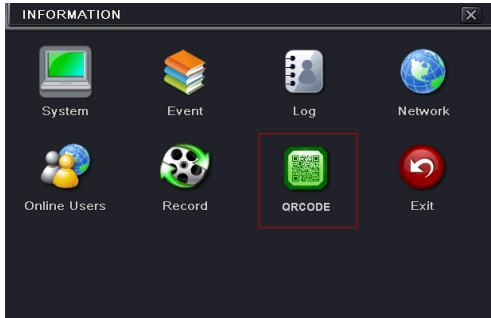 INFORMATION
System Event Log Network
Online Users Record QRCODE Exit